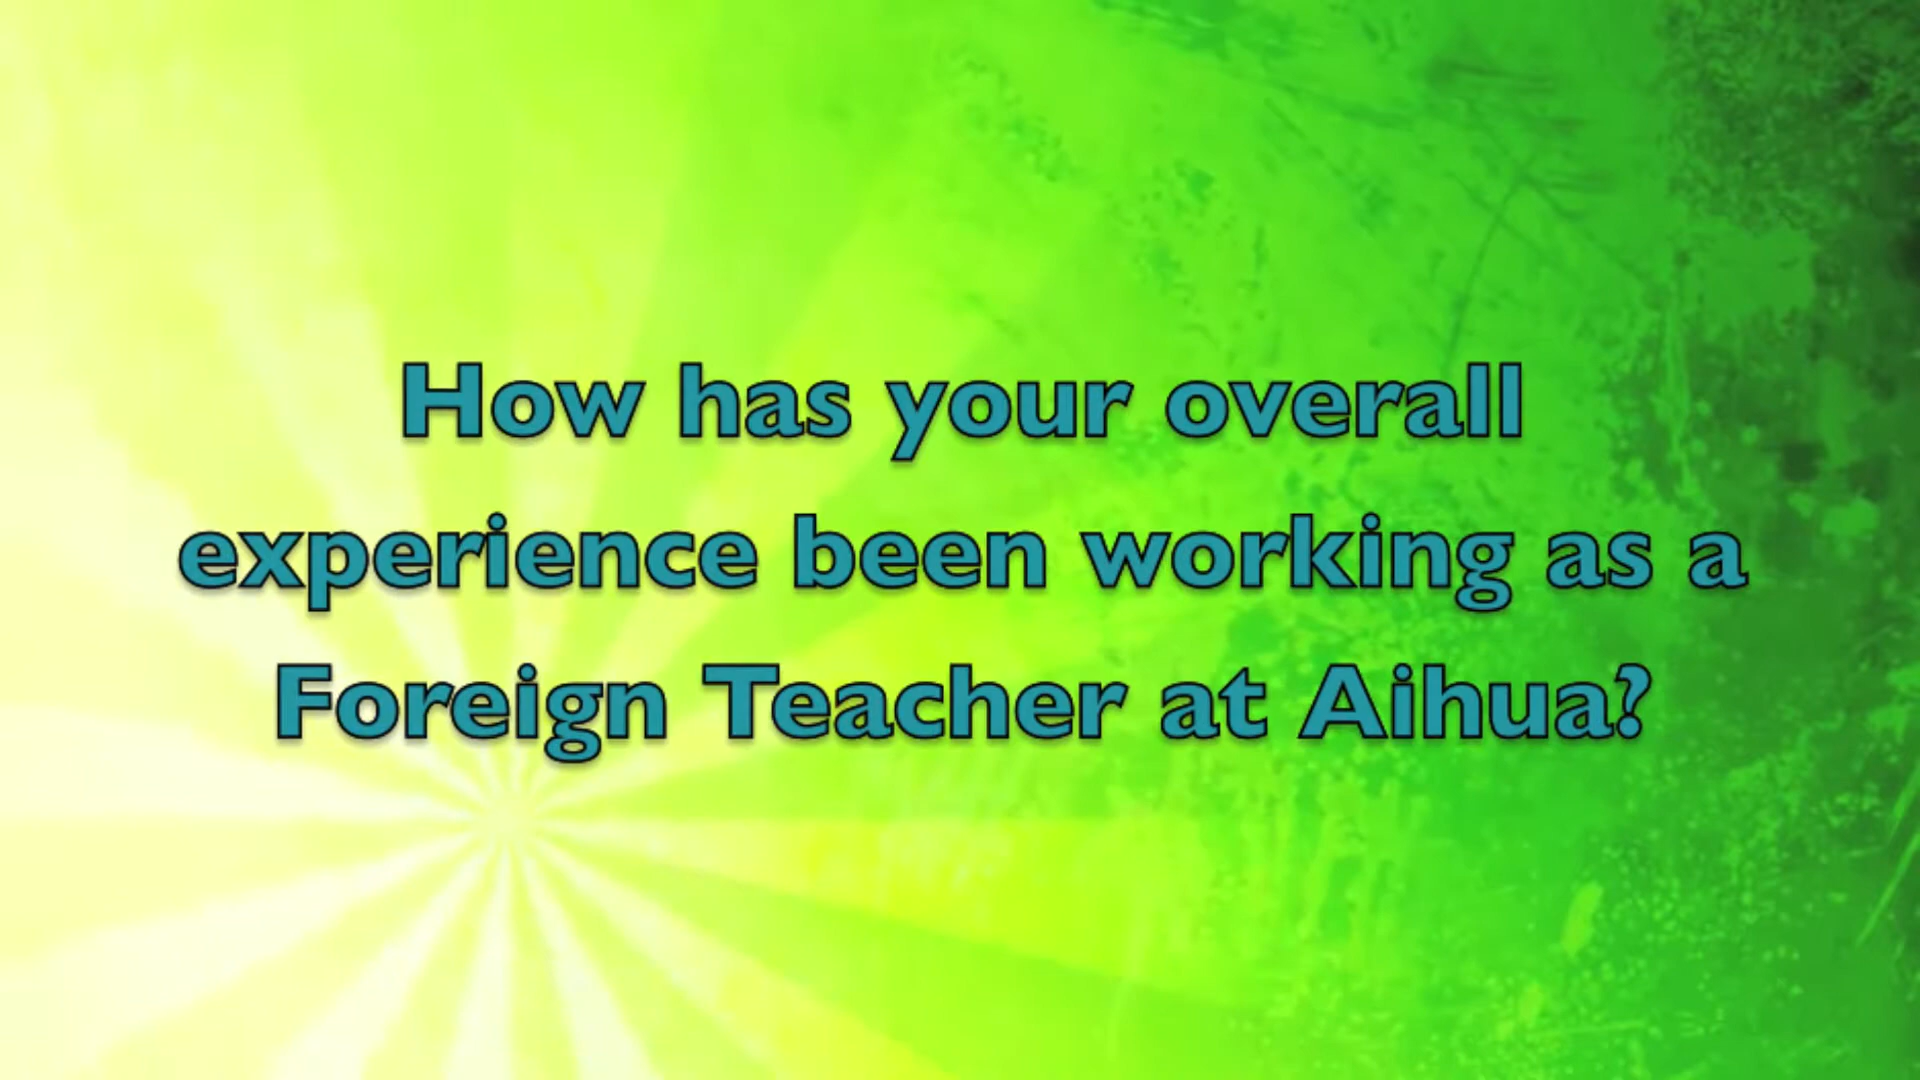 How has your overall
experience been working as a
Foreign Teacher at Aihua?